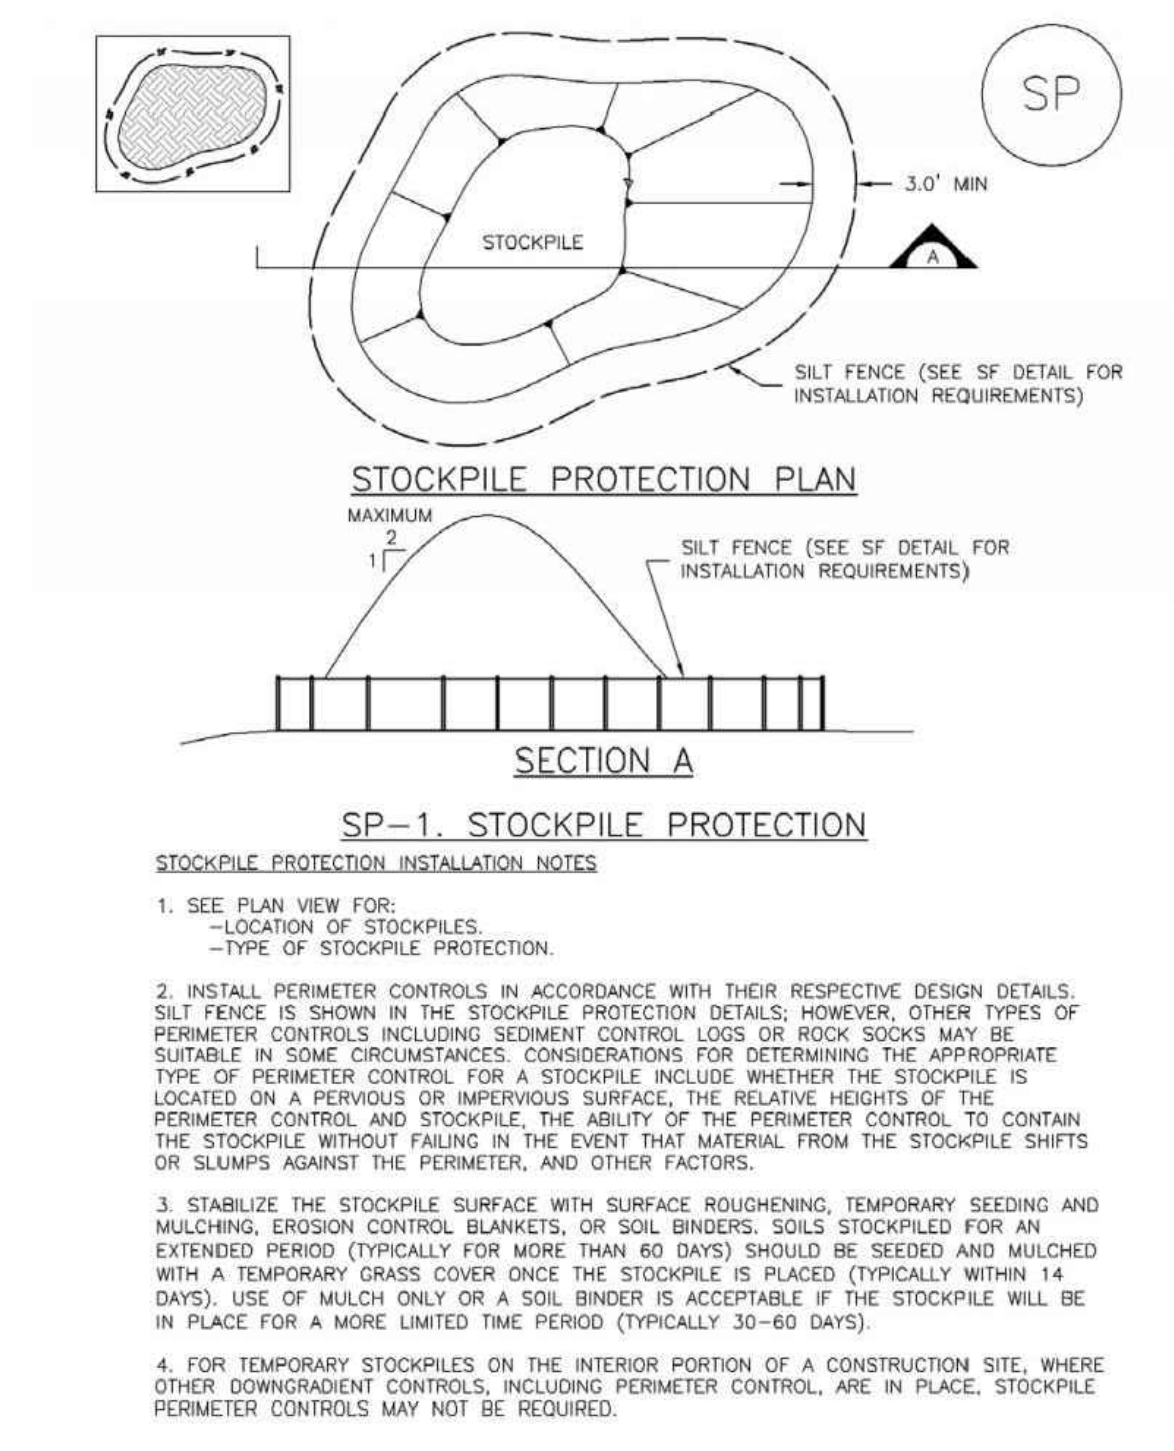 SP
3.0' MIN
STOCKPILE
A
SILT FENCE (SEE SF DETAIL FOR
INSTALLATION REQUIREMENTS)
STOCKPILE PROTECTION PLAN
MAXIMUM
2
1
SILT FENCE (SEE SF DETAIL FOR
INSTALLATION REQUIREMENTS)
SECTION A
SP-1. STOCKPILE PROTECTION
STOCKPILE PROTECTION INSTALLATION NOTES
1. SEE PLAN VIEW FOR:
-LOCATION OF STOCKPILES.
-TYPE OF STOCKPILE PROTECTION.
2. INSTALL PERIMETER CONTROLS IN ACCORDANCE WITH THEIR RESPECTIVE DESIGN DETAILS.
SILT FENCE IS SHOWN IN THE STOCKPILE PROTECTION DETAILS; HOWEVER, OTHER TYPES OF
PERIMETER CONTROLS INCLUDING SEDIMENT CONTROL LOGS OR ROCK SOCKS MAY BE
SUITABLE IN SOME CIRCUMSTANCES. CONSIDERATIONS FOR DETERMINING THE APPROPRIATE
TYPE OF PERIMETER CONTROL FOR A STOCKPILE INCLUDE WHETHER THE STOCKPILE IS
LOCATED ON A PERVIOUS OR IMPERVIOUS SURFACE, THE RELATIVE HEIGHTS OF THE
PERIMETER CONTROL AND STOCKPILE, THE ABILITY OF THE PERIMETER CONTROL TO CONTAIN
THE STOCKPILE WITHOUT FAILING IN THE EVENT THAT MATERIAL FROM THE STOCKPILE SHIFTS
OR SLUMPS AGAINST THE PERIMETER, AND OTHER FACTORS.
3. STABILIZE THE STOCKPILE SURFACE WITH SURFACE ROUGHENING, TEMPORARY SEEDING AND
MULCHING, EROSION CONTROL BLANKETS, OR SOIL BINDERS. SOILS STOCKPILED FOR AN
EXTENDED PERIOD (TYPICALLY FOR MORE THAN 60 DAYS) SHOULD BE SEEDED AND MULCHED
WITH A TEMPORARY GRASS COVER ONCE THE STOCKPILE IS PLACED (TYPICALLY WITHIN 14
DAYS). USE OF MULCH ONLY OR A SOIL BINDER IS ACCEPTABLE IF THE STOCKPILE WILL BE
IN PLACE FOR A MORE LIMITED TIME PERIOD (TYPICALLY 30-60 DAYS).
4. FOR TEMPORARY STOCKPILES ON THE INTERIOR PORTION OF A CONSTRUCTION SITE, WHERE
OTHER DOWNGRADIENT CONTROLS, INCLUDING PERIMETER CONTROL, ARE IN PLACE, STOCKPILE
PERIMETER CONTROLS MAY NOT BE REQUIRED.